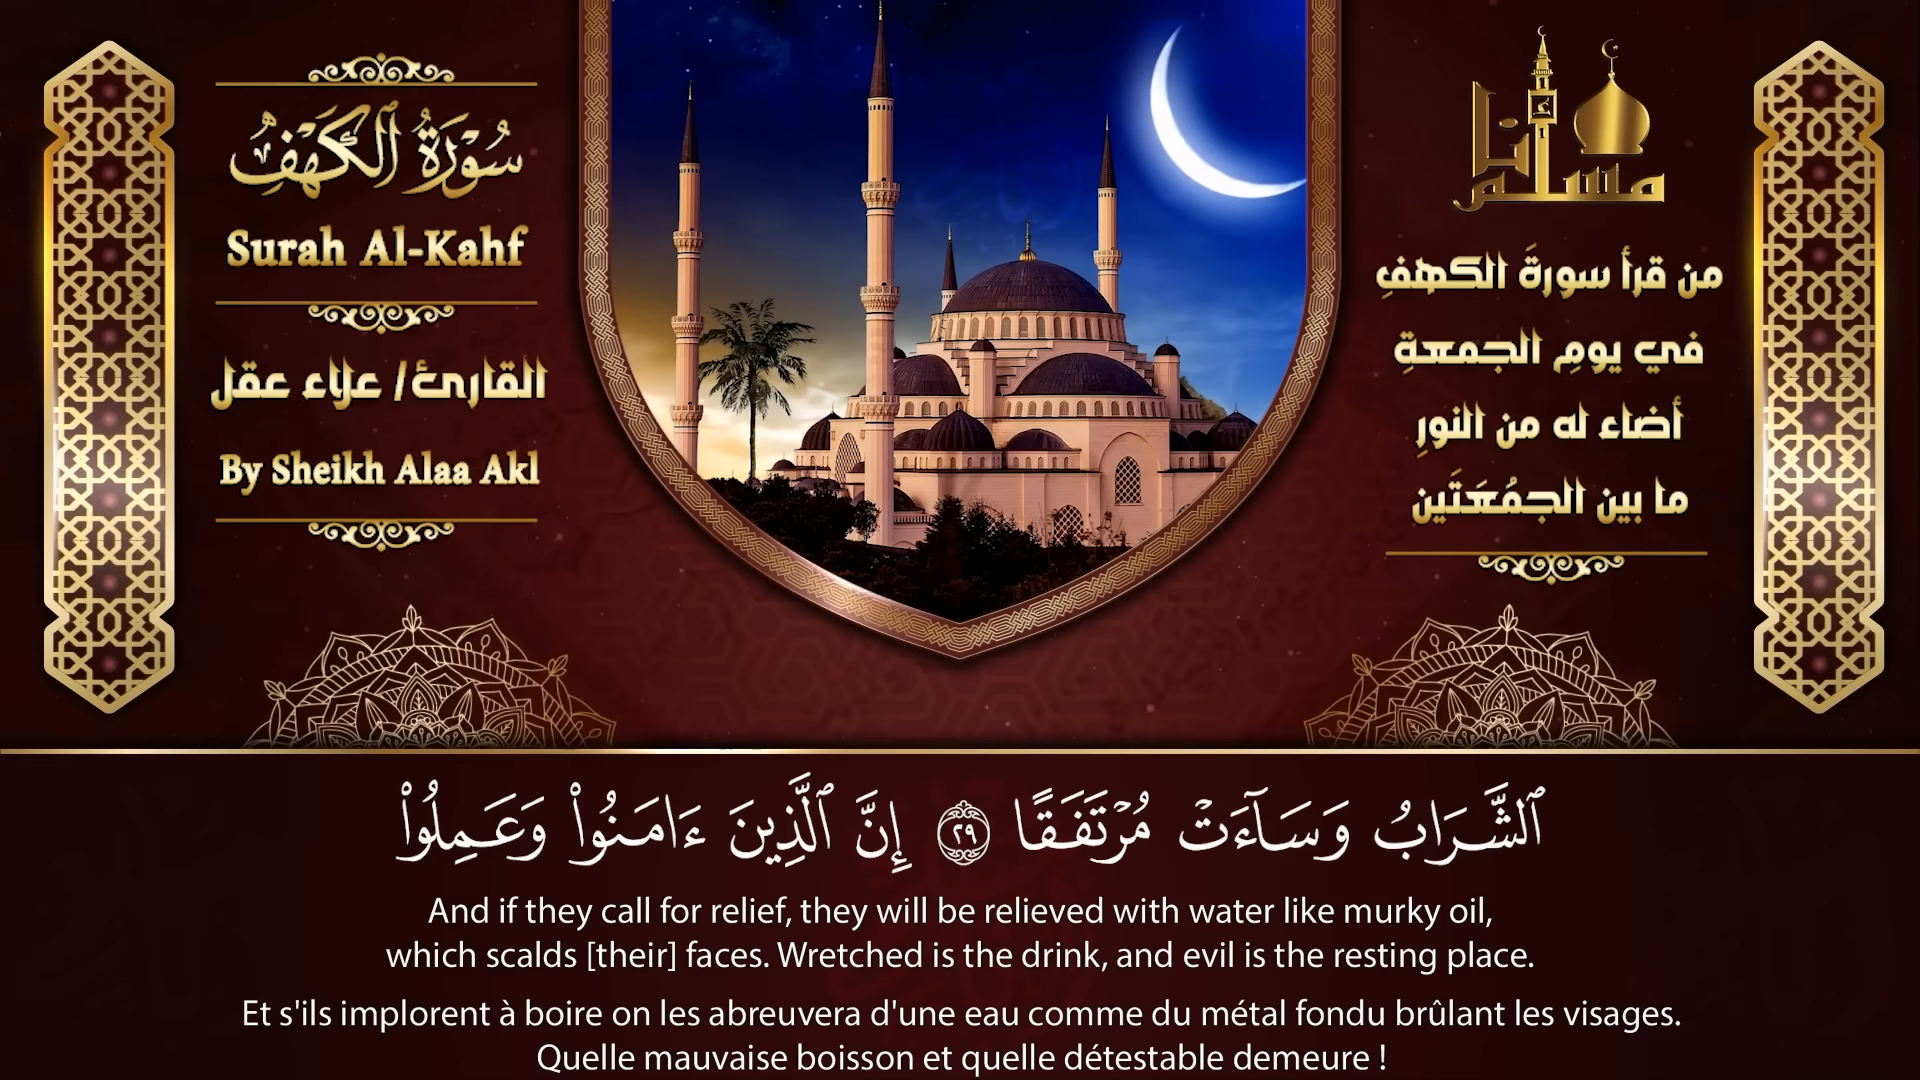 سُورَةُ الكَهْفِ
Surah Al-Kahf
القارئ/ علاء عقل
By Sheikh Alaa Akl
أنا مسلم
من قرأ سورةَ الكهفِ
في يومِ الجمعةِ
أضاء له من النورِ
ما بين الجمُعَتَين
ٱلشَّرَابُ وَسَآءَتْ مُرْتَفَقًا ٢٩ إِنَّ ٱلَّذِينَ ءَامَنُوا۟ وَعَمِلُوا۟
And if they call for relief, they will be relieved with water like murky oil,
which scalds [their] faces. Wretched is the drink, and evil is the resting place.
Et s'ils implorent à boire on les abreuvera d'une eau comme du métal fondu brûlant les visages.
Quelle mauvaise boisson et quelle détestable demeure !